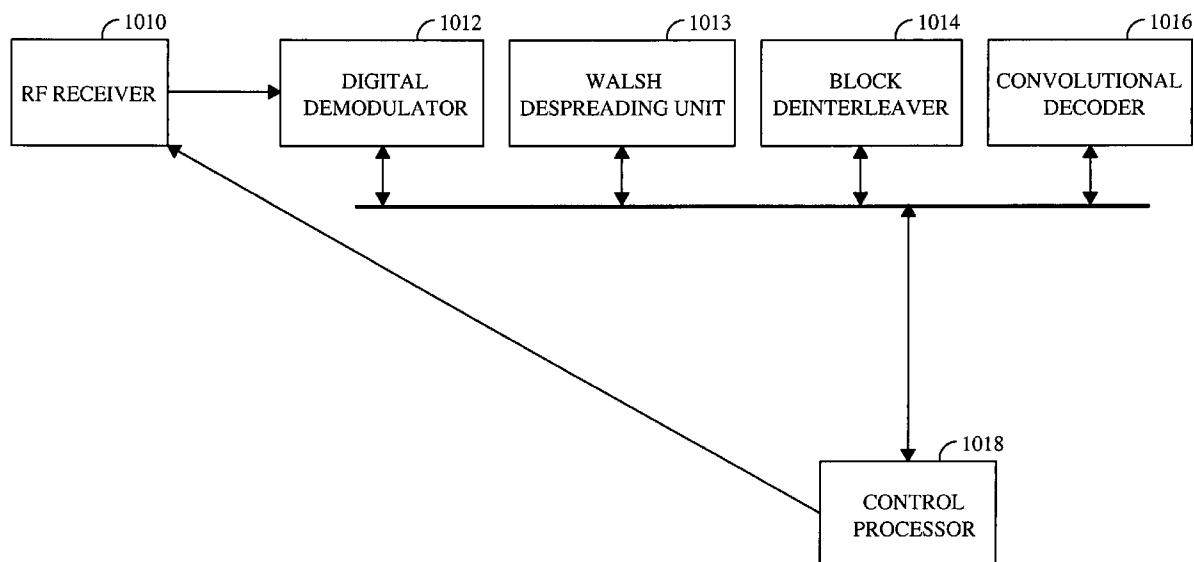 1010
1012
1013
1014
1016
RF RECEIVER
DIGITAL
DEMODULATOR
WALSH
DESPREADING UNIT
BLOCK
DEINTERLEAVER
CONVOLUTIONAL
DECODER
1018
CONTROL
PROCESSOR